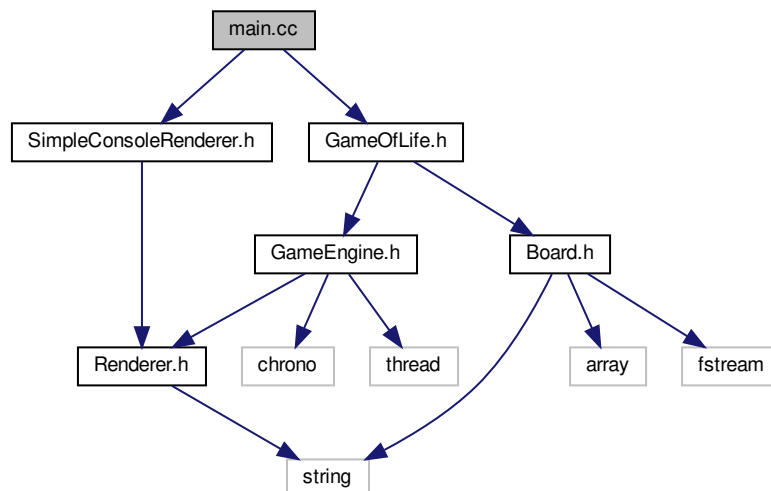 main.cc
SimpleConsoleRenderer.h
GameOfLife.h
GameEngine.h
Board.h
Renderer.h
chrono
thread
array
fstream
string